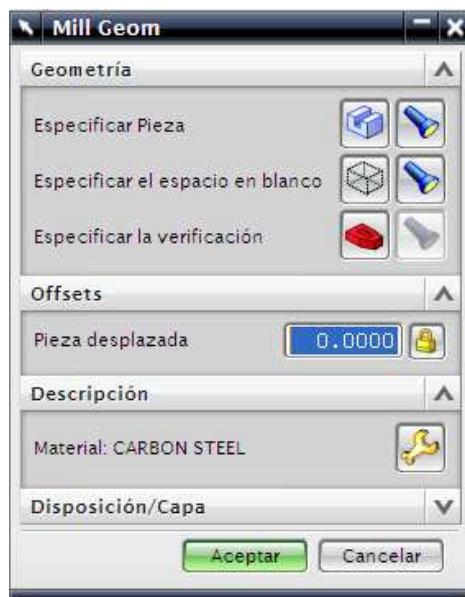 Mill Geom
Geometría
Especificar Pieza
Especificar el espacio en blanco
Especificar la verificación
Offsets
Pieza desplazada 0.0000
Descripción
Material: CARBON STEEL
Disposición/Capa
Aceptar Cancelar